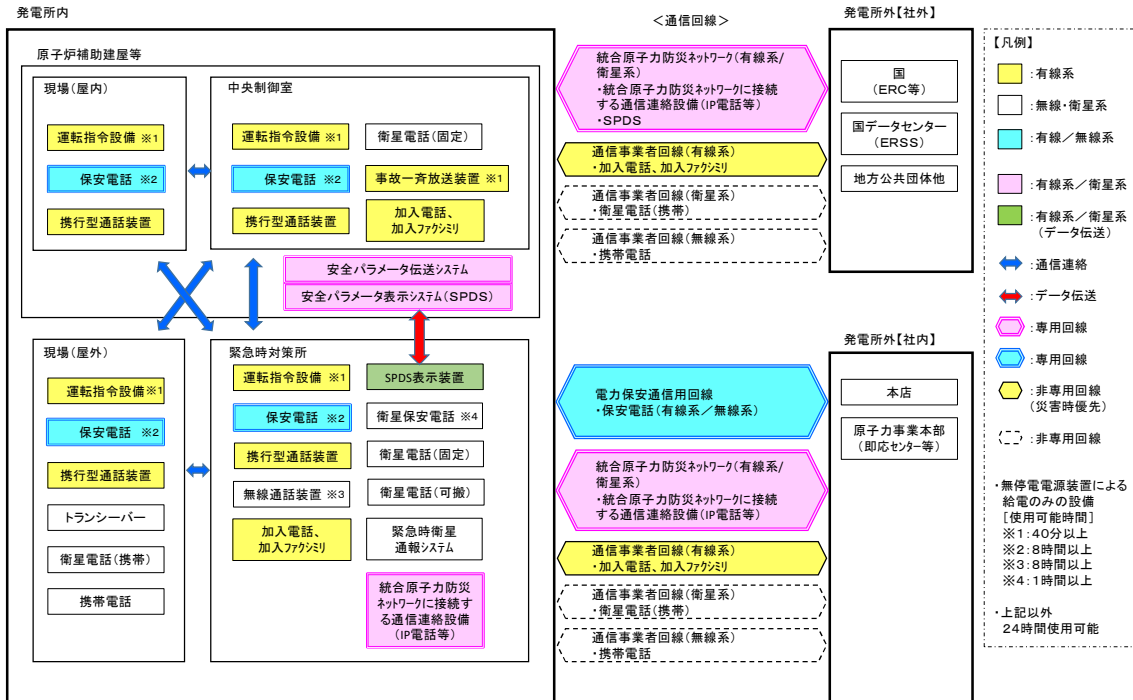 発電所内
原子炉補助建屋等
現場(屋内)
運転指令設備 ※1
保安電話 ※2
携行型通話装置
中央制御室
運転指令設備 ※1
保安電話 ※2
携行型通話装置
衛星電話(固定)
事故一斉放送装置 ※1
加入電話、
加入ファクシミリ
安全パラメータ伝送システム
安全パラメータ表示システム(SPDS)
現場(屋外)
運転指令設備 ※1
保安電話 ※2
携行型通話装置
トランシーバー
衛星電話(携帯)
携帯電話
緊急時対策所
運転指令設備 ※1
保安電話 ※2
携行型通話装置
無線通話装置 ※3
加入電話、
加入ファクシミリ
SPDS表示装置
衛星保安電話 ※4
衛星電話(固定)
衛星電話(可搬)
緊急時衛星
通報システム
統合原子力防災
ネットワークに接続す
る通信連絡設備
(IP電話等)
<通信回線>
統合原子力防災ネットワーク(有線系/
衛星系)
・統合原子力防災ネットワークに接続
する通信連絡設備(IP電話等)
・SPDS
通信事業者回線(有線系)
・加入電話、加入ファクシミリ
通信事業者回線(衛星系)
・衛星電話(携帯)
通信事業者回線(無線系)
・携帯電話
電力保安通信用回線
・保安電話(有線系/無線系)
統合原子力防災ネットワーク(有線系/
衛星系)
・統合原子力防災ネットワークに接続
する通信連絡設備(IP電話等)
通信事業者回線(有線系)
・加入電話、加入ファクシミリ
通信事業者回線(衛星系)
・衛星電話(携帯)
通信事業者回線(無線系)
・携帯電話
発電所外【社外】
国
(ERC等)
国データセンター
(ERSS)
地方公共団体他
発電所外【社内】
本店
原子力事業本部
(即応センター等)
【凡例】
:有線系
:無線・衛星系
:有線/無線系
:有線系/衛星系
:有線系/衛星系
(データ伝送)
:通信連絡
:データ伝送
:専用回線
:専用回線
:非専用回線
(災害時優先)
:非専用回線
・無停電電源装置による
給電のみの設備
[使用可能時間]
※1:40分以上
※2:8時間以上
※3:8時間以上
※4:1時間以上
・上記以外
24時間使用可能